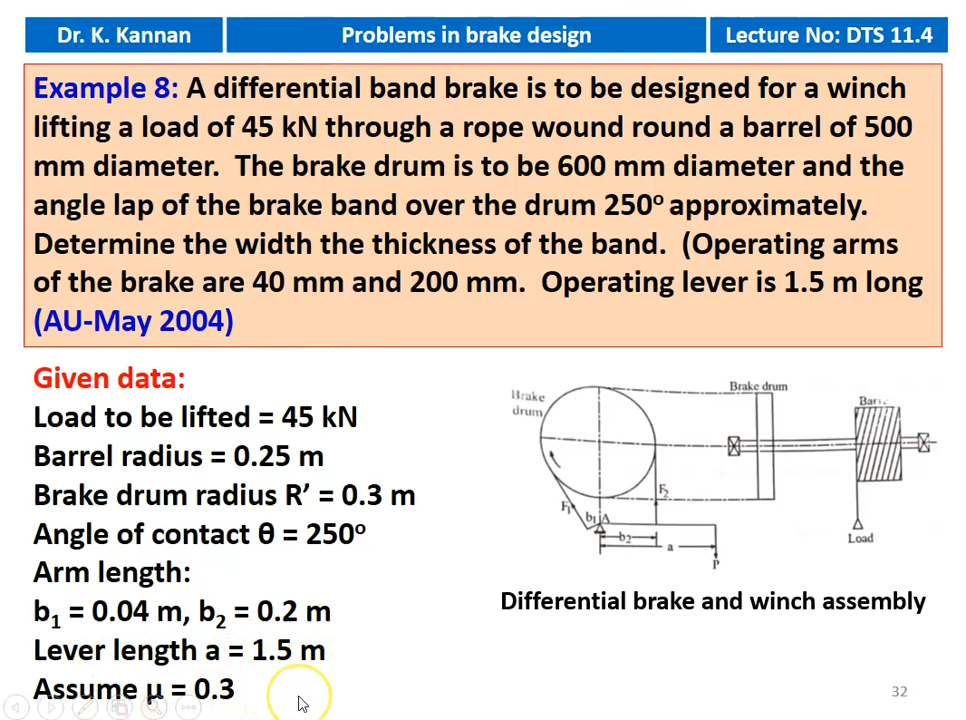 Dr. K. Kannan
Problems in brake design
Lecture No: DTS 11.4
Example 8: A differential band brake is to be designed for a winch
lifting a load of 45 kN through a rope wound round a barrel of 500
mm diameter. The brake drum is to be 600 mm diameter and the
angle lap of the brake band over the drum 250º approximately.
Determine the width the thickness of the band. (Operating arms
of the brake are 40 mm and 200 mm. Operating lever is 1.5 m long
(AU-May 2004)
Given data:
Load to be lifted = 45 kN
Barrel radius = 0.25 m
Brake drum radius R’ = 0.3 m
Angle of contact θ = 250º
Arm length:
b₁ = 0.04 m, b₂ = 0.2 m
Lever length a = 1.5 m
Assume μ = 0.3
Brake
drum
Brake drum
F₂
F₁
b₁
A
b₂
a
P
Load
Differential brake and winch assembly
32